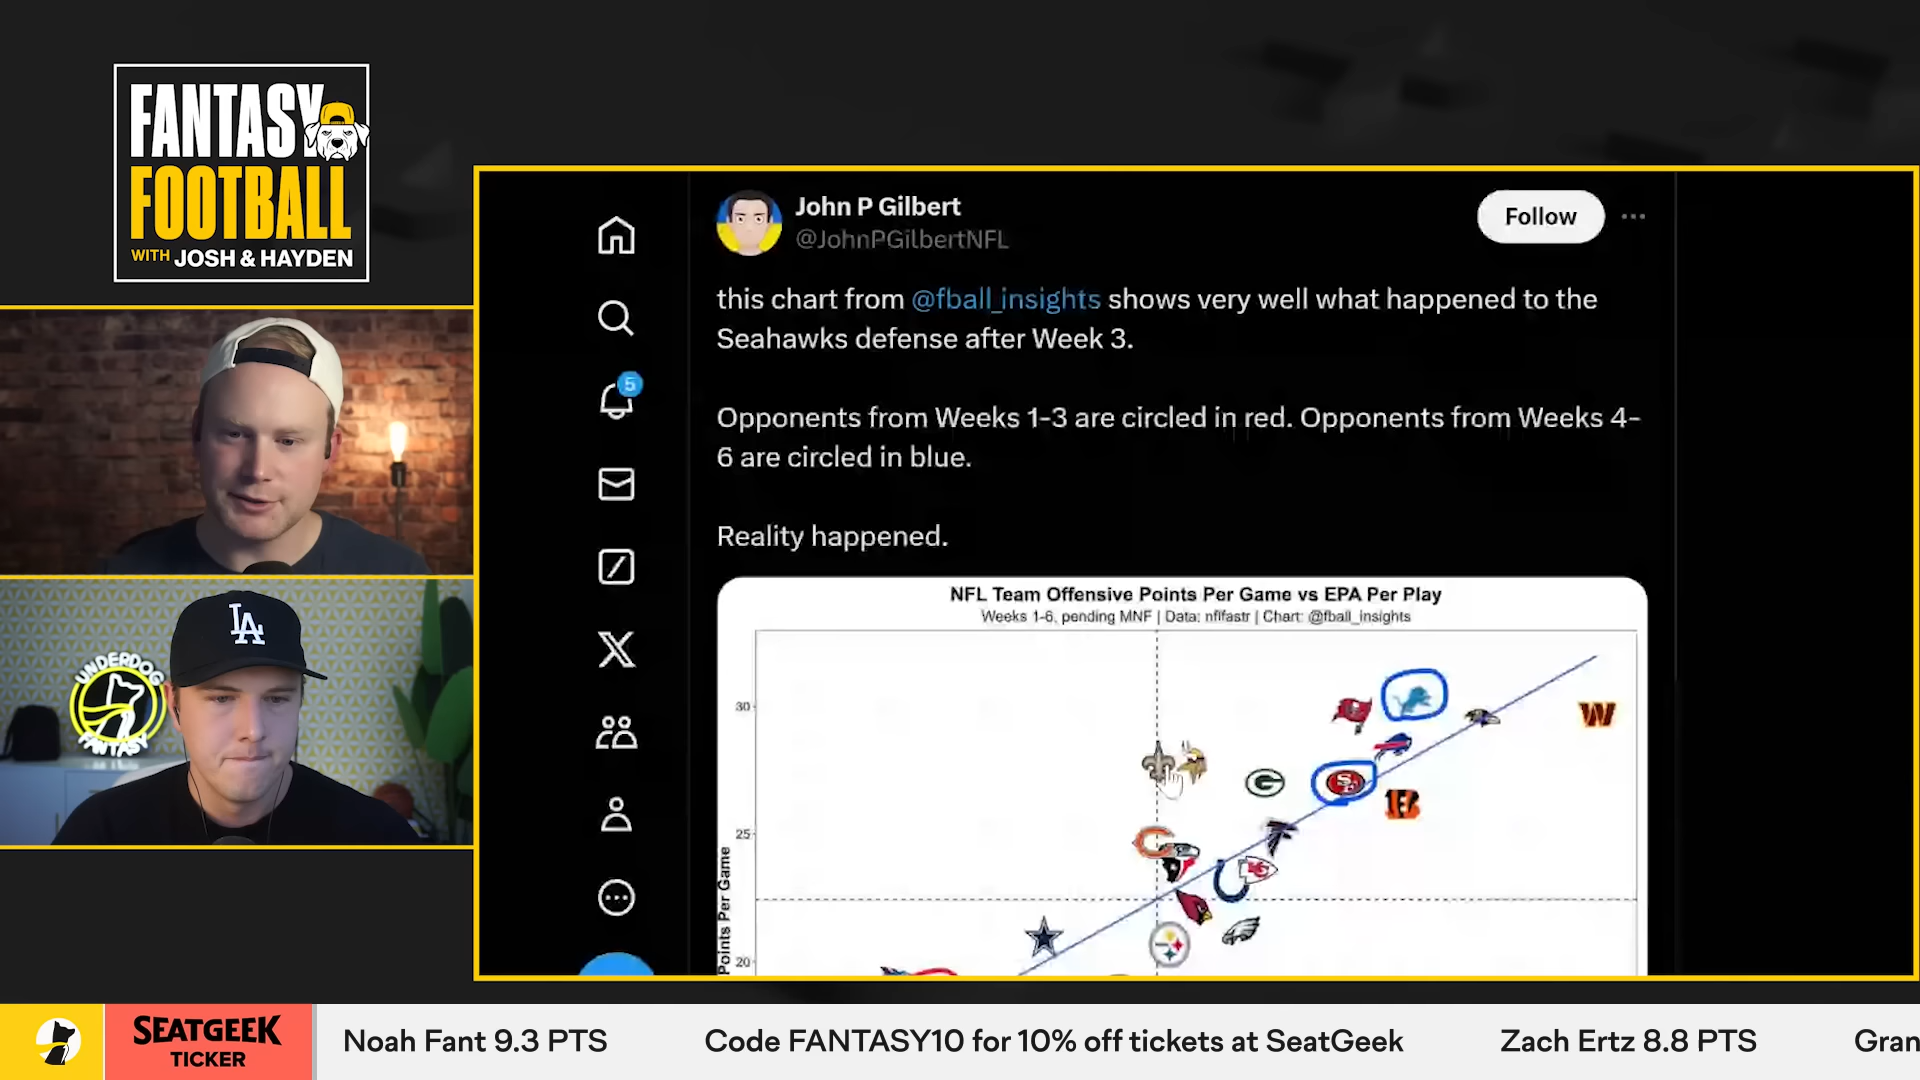 FANTASY
FOOTBALL
WITH JOSH & HAYDEN
John P Gilbert
@JohnPGilbertNFL
Follow
this chart from @fball_insights shows very well what happened to the
Seahawks defense after Week 3.
Opponents from Weeks 1-3 are circled in red. Opponents from Weeks 4-
6 are circled in blue.
Reality happened.
5
NFL Team Offensive Points Per Game vs EPA Per Play
Weeks 1-6, pending MNF | Data: nflfastr | Chart: @fball_insights
30
25
20
Points Per Game
LA
UNDERDOG
FANTASY
SEATGEEK
TICKER
Noah Fant 9.3 PTS
Code FANTASY10 for 10% off tickets at SeatGeek
Zach Ertz 8.8 PTS
Gran